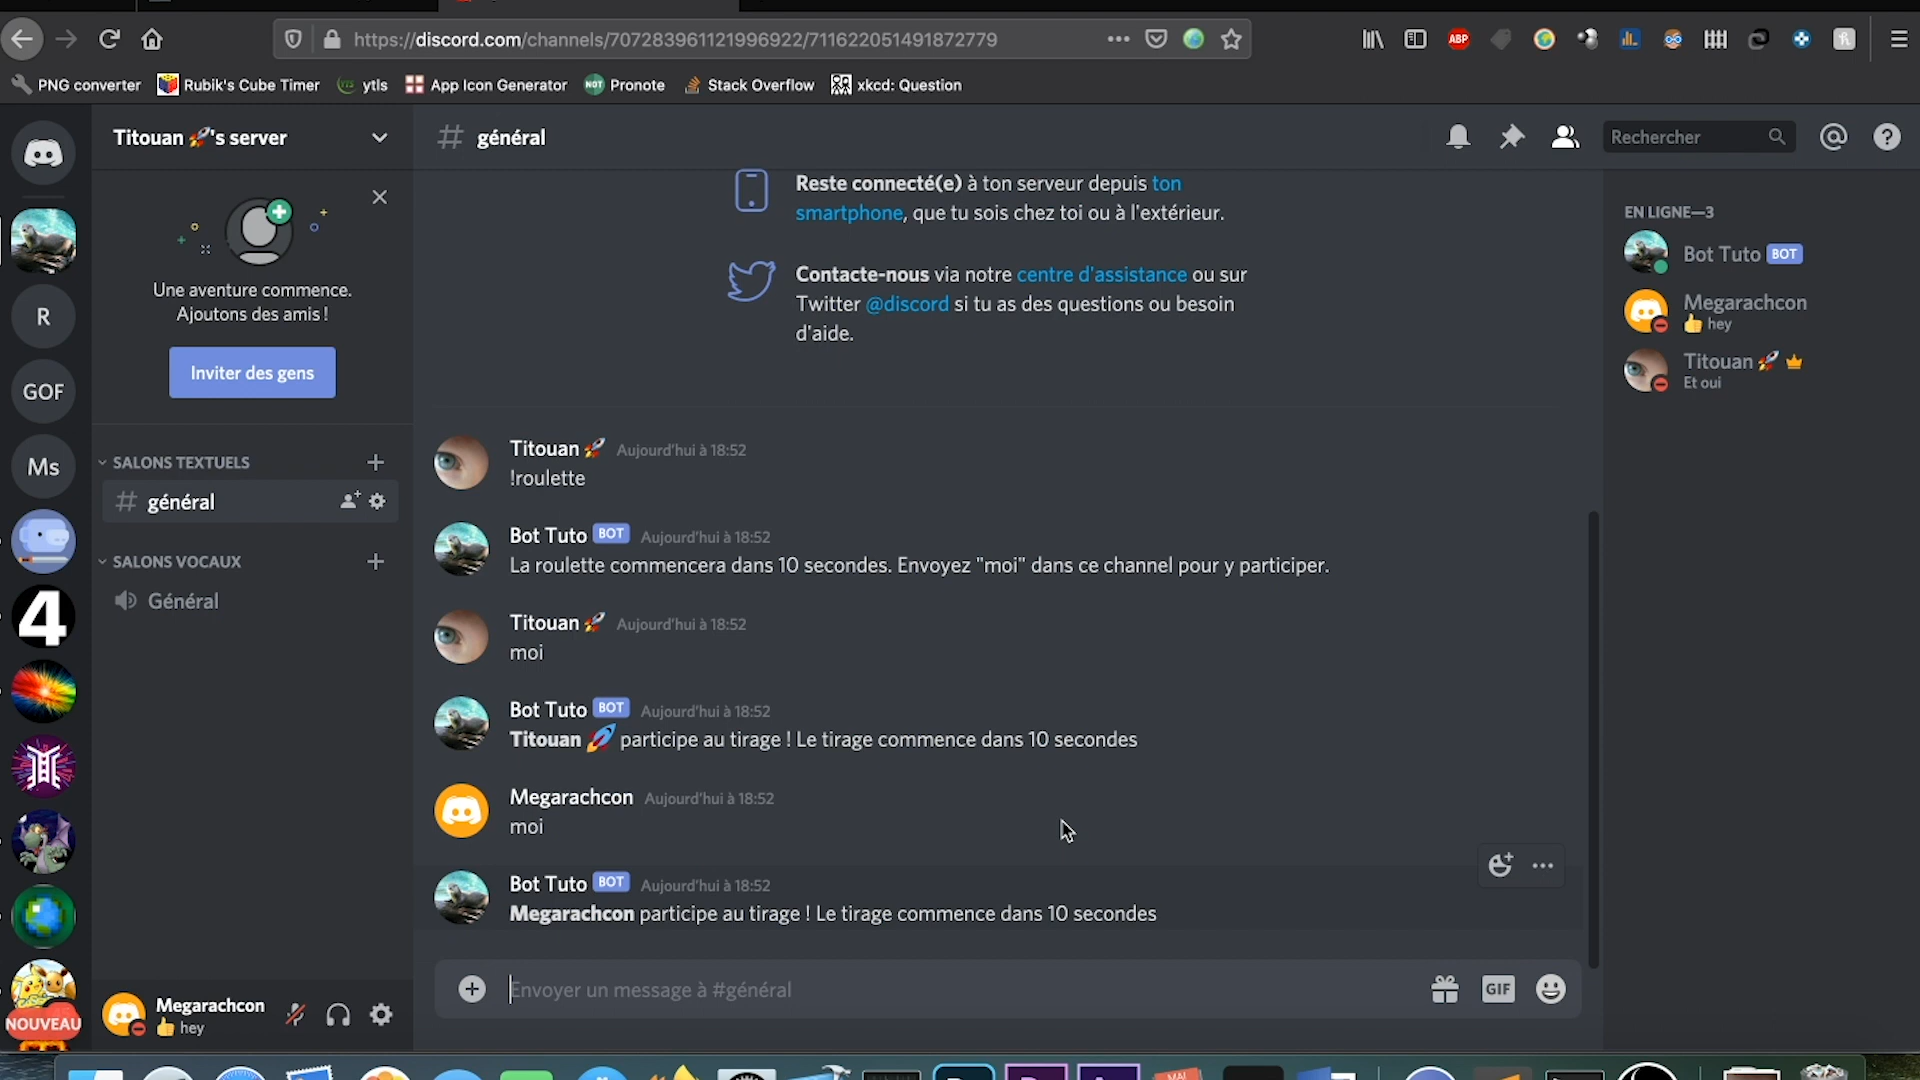 https://discord.com/channels/707283961121996922/711622051491872779
ABP
PNG converter
Rubik's Cube Timer
ytls
App Icon Generator
NOT Pronote
Stack Overflow
xkcd: Question
Titouan 🚀's server
# général
Rechercher
Une aventure commence.
Ajoutons des amis !
Inviter des gens
R
GOF
Ms
4
NOUVEAU
SALONS TEXTUELS
# général
SALONS VOCAUX
Général
Reste connecté(e) à ton serveur depuis ton
smartphone, que tu sois chez toi ou à l'extérieur.
Contacte-nous via notre centre d'assistance ou sur
Twitter @discord si tu as des questions ou besoin
d'aide.
Titouan 🚀 Aujourd'hui à 18:52
!roulette
Bot Tuto BOT Aujourd'hui à 18:52
La roulette commencera dans 10 secondes. Envoyez "moi" dans ce channel pour y participer.
Titouan 🚀 Aujourd'hui à 18:52
moi
Bot Tuto BOT Aujourd'hui à 18:52
Titouan 🚀 participe au tirage ! Le tirage commence dans 10 secondes
Megarachcon Aujourd'hui à 18:52
moi
Bot Tuto BOT Aujourd'hui à 18:52
Megarachcon participe au tirage ! Le tirage commence dans 10 secondes
Envoyer un message à #général
GIF
Megarachcon
👍 hey
EN LIGNE—3
Bot Tuto BOT
Megarachcon
👍 hey
Titouan 🚀
Et oui